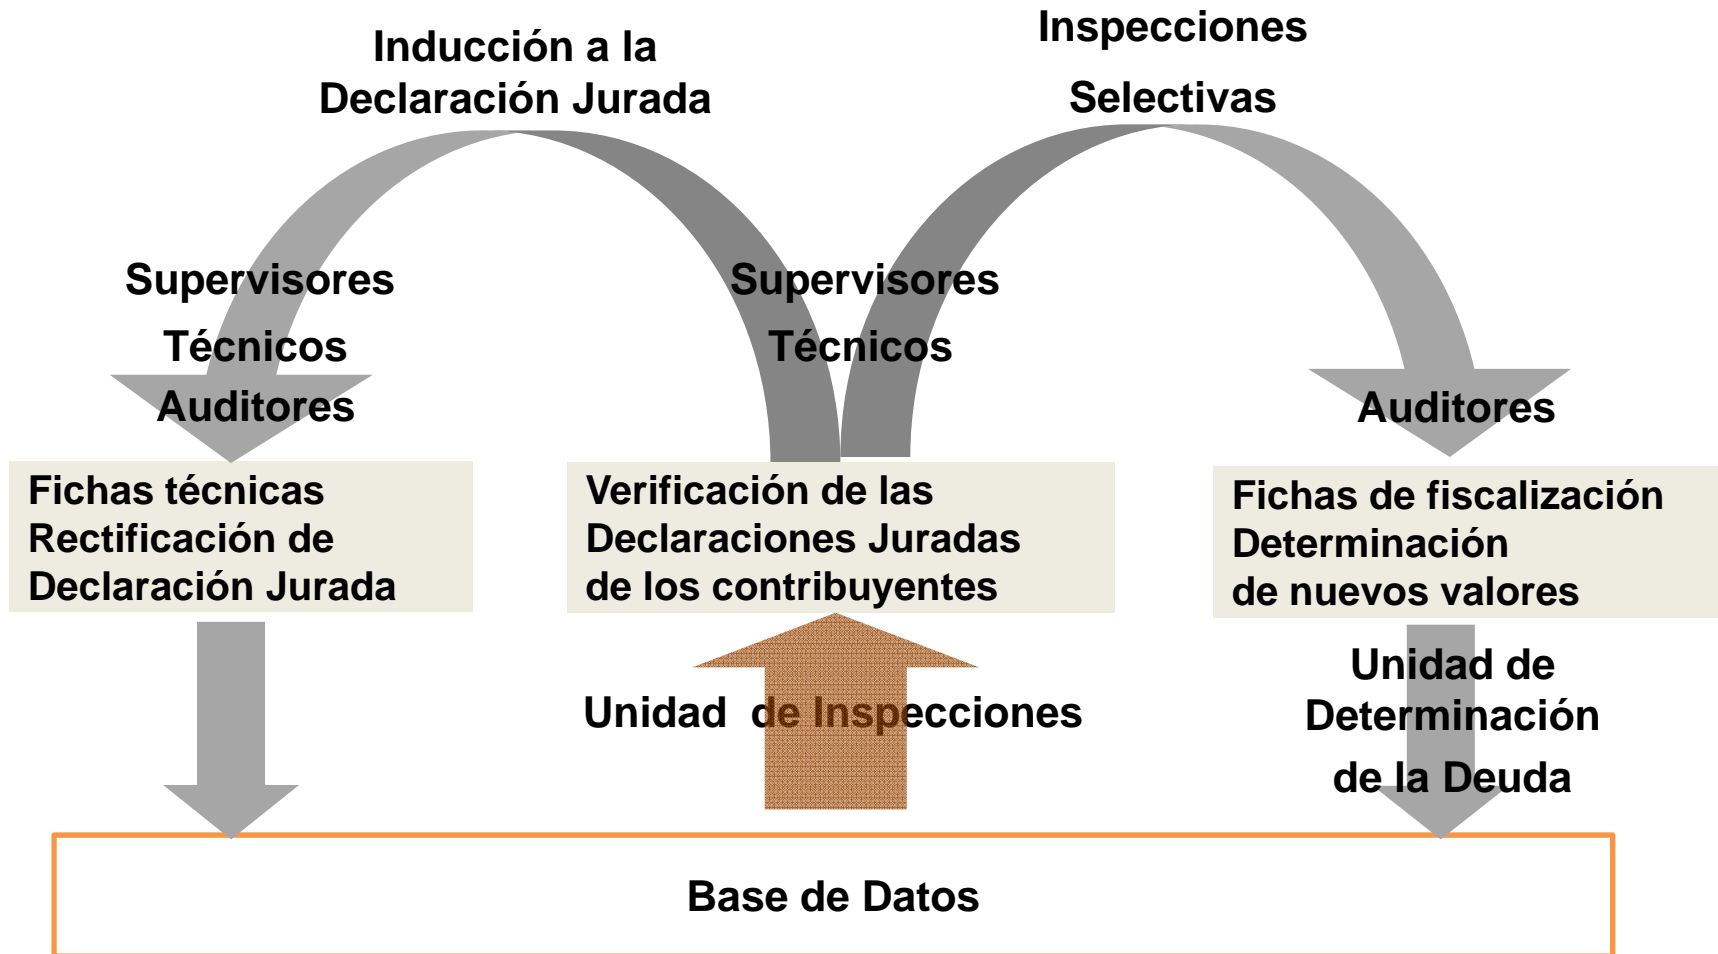 Inducción a la
Declaración Jurada
Inspecciones
Selectivas
Supervisores
Técnicos
Auditores
Supervisores
Técnicos
Auditores
Fichas técnicas
Rectificación de
Declaración Jurada
Verificación de las
Declaraciones Juradas
de los contribuyentes
Fichas de fiscalización
Determinación
de nuevos valores
Unidad de Inspecciones
Unidad de
Determinación
de la Deuda
Base de Datos